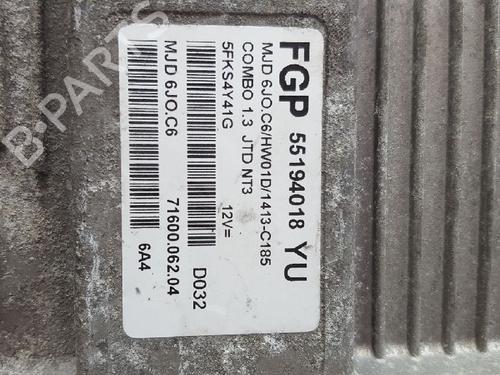 FGP 55194018 YU
MJD 6JO.C6/HW01D/1413-C185
COMBO 1.3 JTD NT3
5FKS4Y41G 12V=
D032
MJD 6JO.C6 71600.062.04
6A4
B-PARTS